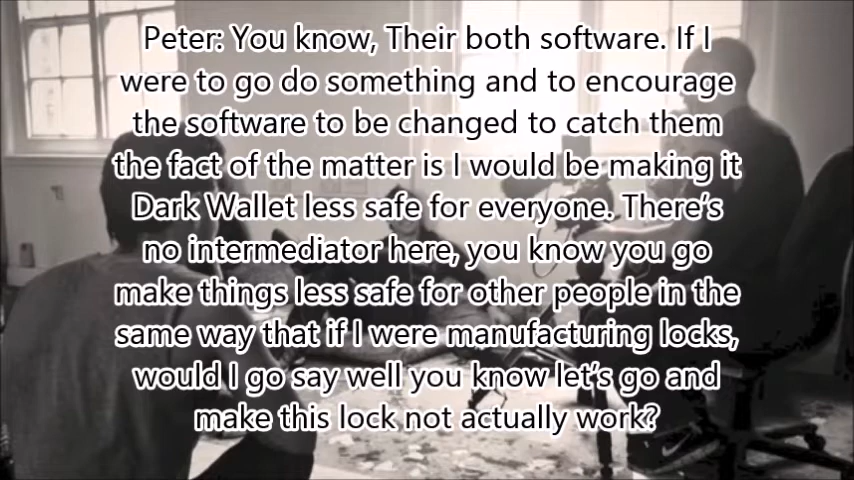 Peter: You know, Their both software. If I
were to go do something and to encourage
the software to be changed to catch them
the fact of the matter is I would be making it
Dark Wallet less safe for everyone. There’s
no intermediator here, you know you go
make things less safe for other people in the
same way that if I were manufacturing locks,
would I go say well you know let’s go and
make this lock not actually work?